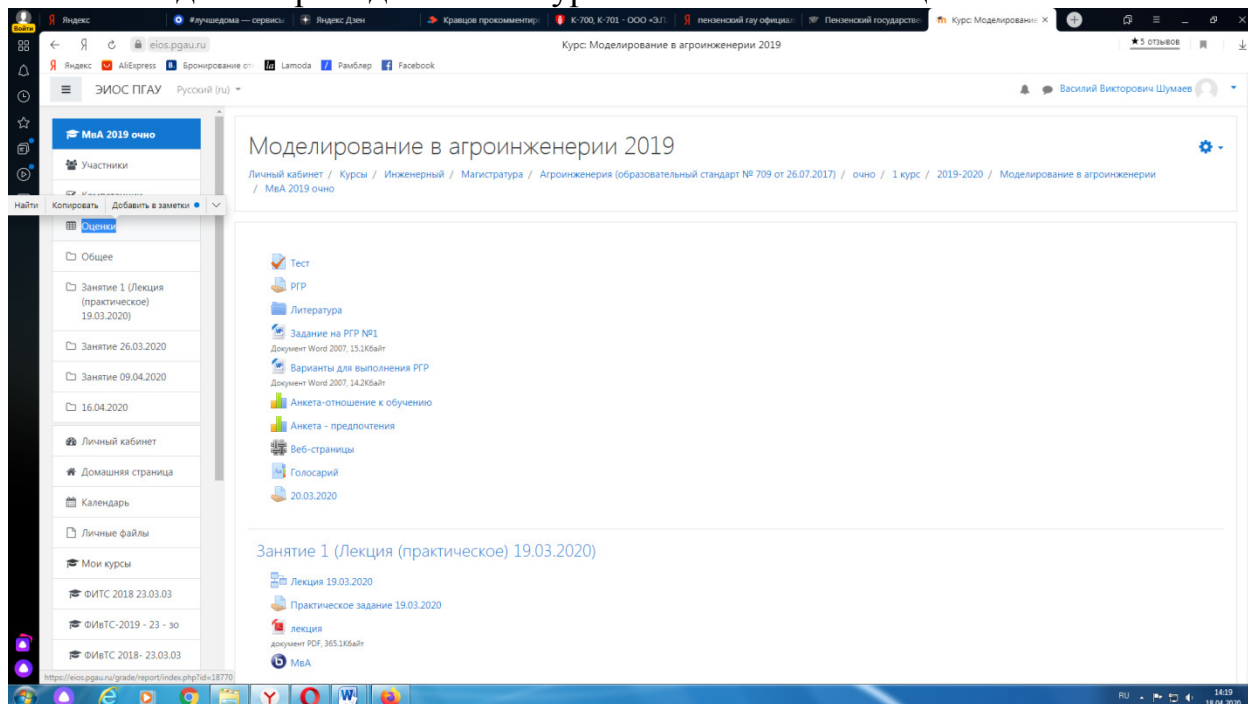 Войти
Яндекс
#лучшедома — сервисы
Яндекс Дзен
Кравцов прокомментир
К-700, К-701 - ООО «Э.П.
пензенский гау официал
Пензенский государстве
Курс: Моделирование
eios.pgau.ru
Курс: Моделирование в агроинженерии 2019
★5 отзывов
Яндекс
AliExpress
Бронирование от
Lamoda
Рамблер
Facebook
ЭИОС ПГАУ
Русский (ru)
Василий Викторович Шумаев
МвА 2019 очно
Участники
Найти
Копировать
Добавить в заметки
Оценки
Общее
Занятие 1 (Лекция
(практическое)
19.03.2020)
Занятие 26.03.2020
Занятие 09.04.2020
16.04.2020
Личный кабинет
Домашняя страница
Календарь
Личные файлы
Мои курсы
ФИТС 2018 23.03.03
ФИвТС-2019 - 23 - зо
ФИвТС 2018- 23.03.03
https://eios.pgau.ru/grade/report/index.php?id=18770
Моделирование в агроинженерии 2019
Личный кабинет / Курсы / Инженерный / Магистратура / Агроинженерия (образовательный стандарт № 709 от 26.07.2017) / очно / 1 курс / 2019-2020 / Моделирование в агроинженерии
/ МвА 2019 очно
Тест
РГР
Литература
Задание на РГР №1
Документ Word 2007, 15.1Кбайт
Варианты для выполнения РГР
Документ Word 2007, 14.2Кбайт
Анкета-отношение к обучению
Анкета - предпочтения
Веб-страницы
Голосарий
20.03.2020
Занятие 1 (Лекция (практическое) 19.03.2020)
Лекция 19.03.2020
Практическое задание 19.03.2020
лекция
документ PDF, 365.1Кбайт
МвА
RU
14:19
18.04.2020